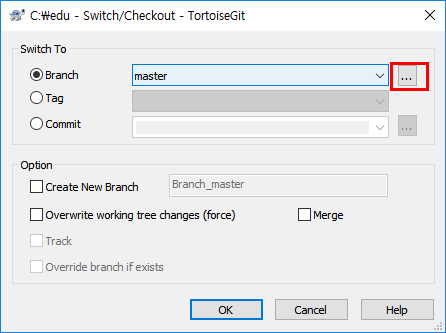 C:₩edu - Switch/Checkout - TortoiseGit
Switch To
Branch
master
...
Tag
Commit
...
Option
Create New Branch
Branch_master
Overwrite working tree changes (force)
Merge
Track
Override branch if exists
OK
Cancel
Help